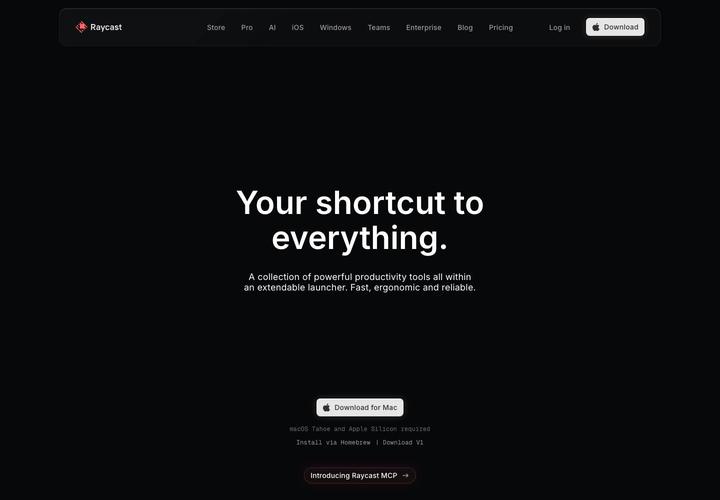 Raycast
Store Pro AI iOS Windows Teams Enterprise Blog Pricing Log in Download
Your shortcut to
everything.
A collection of powerful productivity tools all within
an extendable launcher. Fast, ergonomic and reliable.
Download for Mac
macOS Tahoe and Apple Silicon required
Install via Homebrew | Download V1
Introducing Raycast MCP →